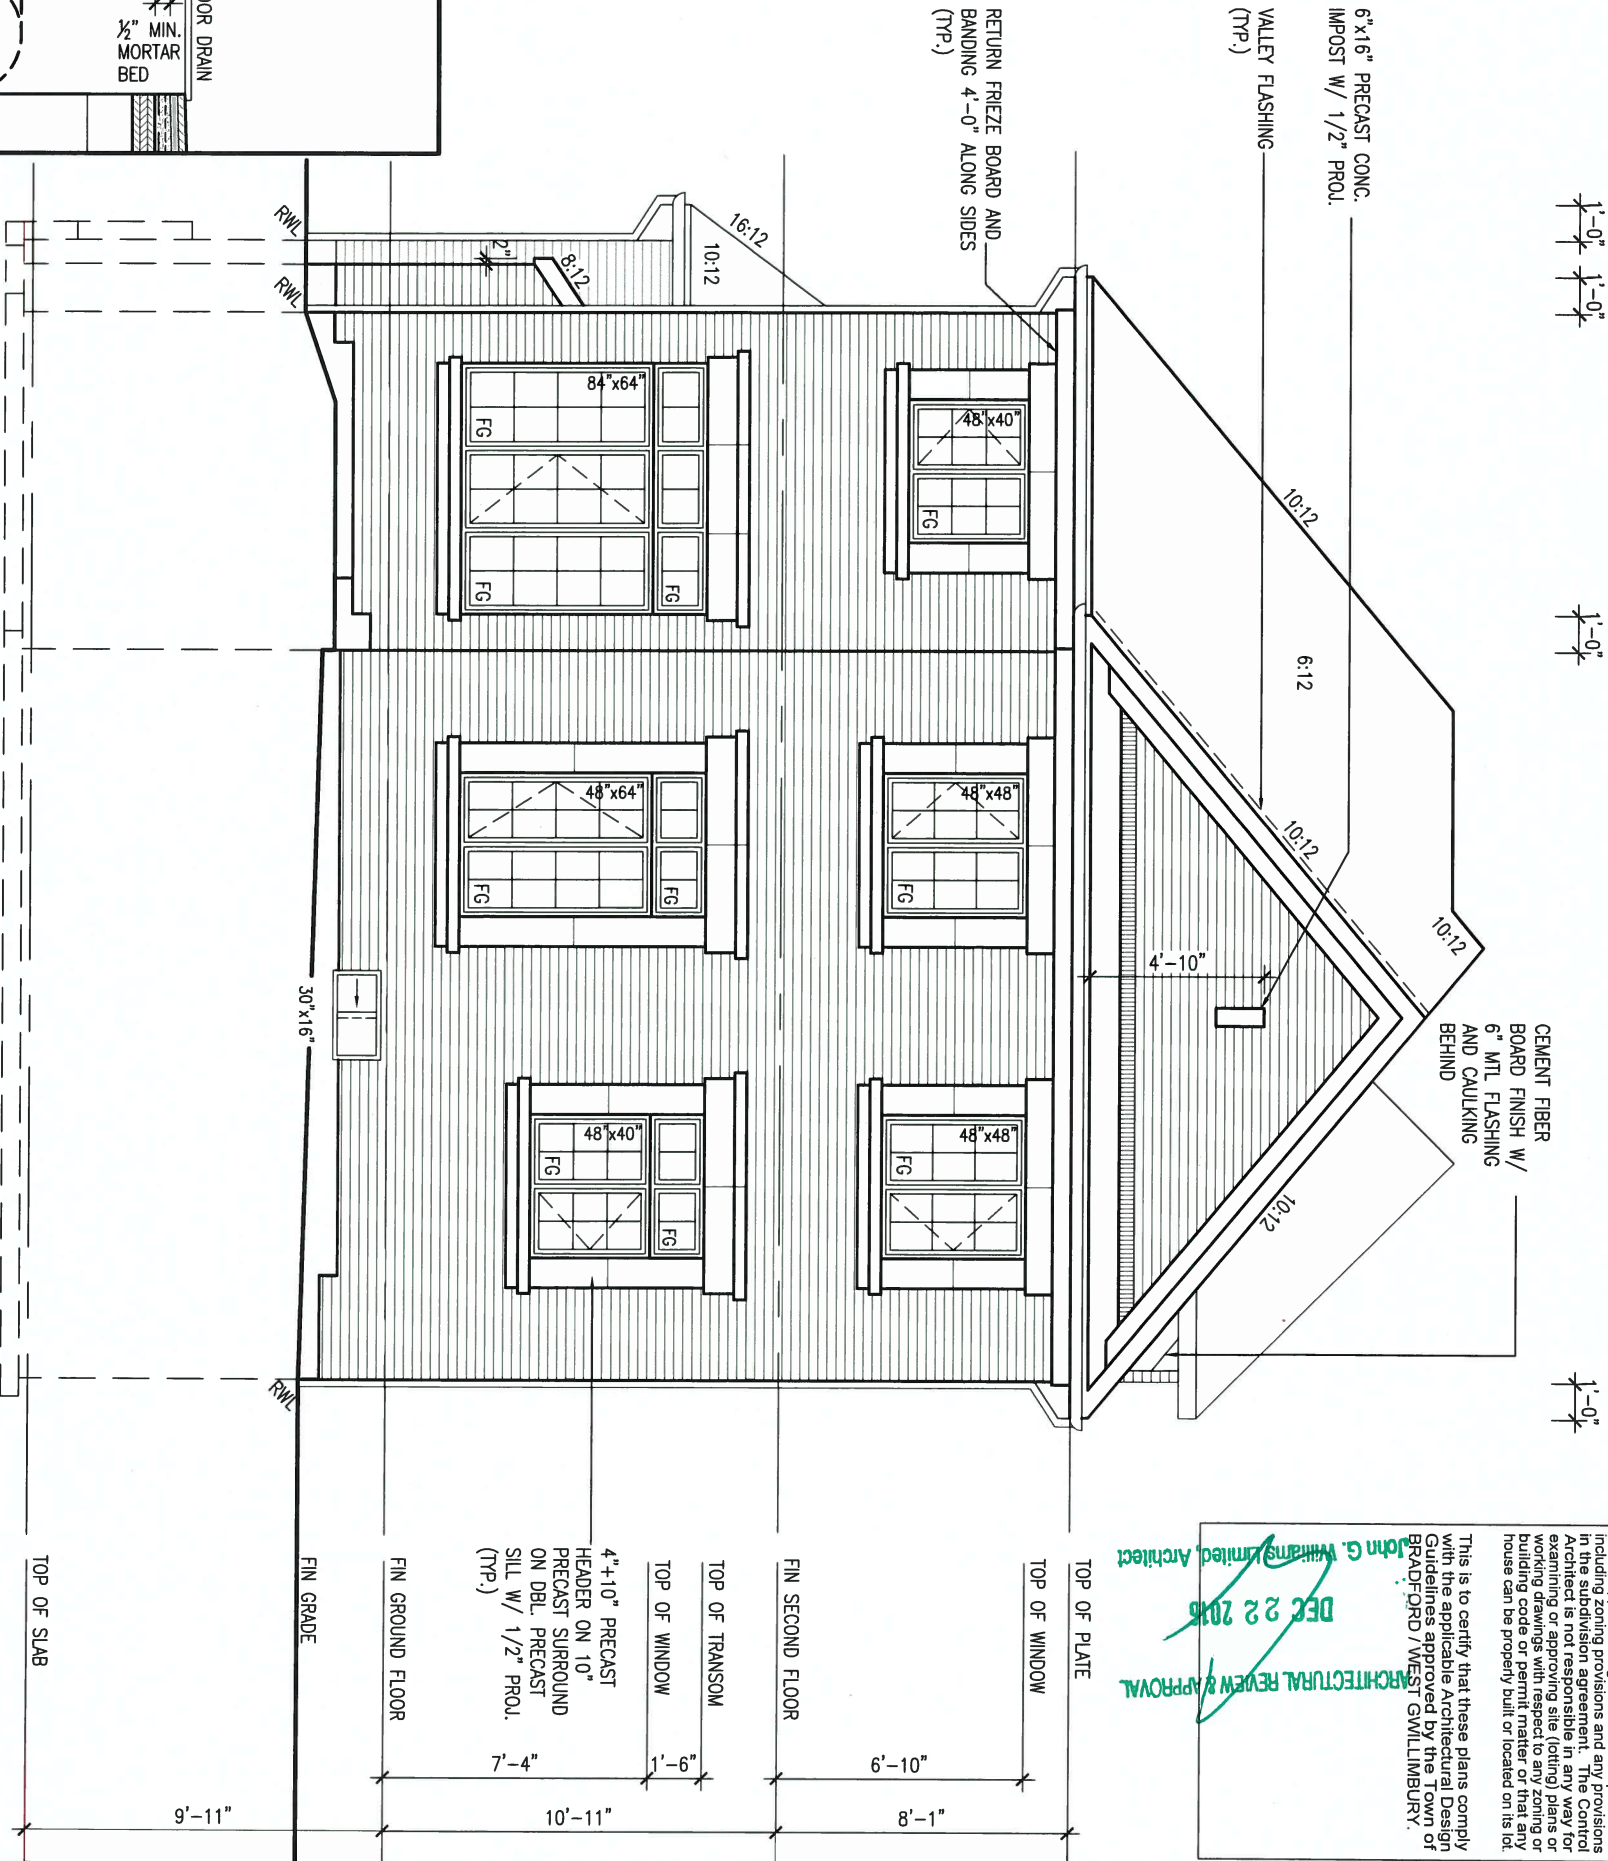 6"x16" PRECAST CONC.
IMPOST W/ 1/2" PROJ.
VALLEY FLASHING
(TYP.)
RETURN FRIEZE BOARD AND
BANDING 4'-0" ALONG SIDES
(TYP.)
CEMENT FIBER
BOARD FINISH W/
6" MTL FLASHING
AND CAULKING
BEHIND
1'-0"
1'-0"
1'-0"
1'-0"
10:12
6:12
10:12
10:12
10:12
4'-10"
16:12
10:12
8:12
2"
RWL
RWL
RWL
48"x40"
FG
48"x48"
FG
48"x48"
FG
84"x64"
FG
FG
FG
48"x64"
FG
FG
48"x40"
FG
FG
30"x16"
TOP OF PLATE
TOP OF WINDOW
FIN SECOND FLOOR
TOP OF TRANSOM
TOP OF WINDOW
4"+10" PRECAST
HEADER ON 10"
PRECAST SURROUND
ON DBL. PRECAST
SILL W/ 1/2" PROJ.
(TYP.)
FIN GROUND FLOOR
FIN GRADE
TOP OF SLAB
6'-10"
1'-6"
7'-4"
8'-1"
10'-11"
9'-11"
OOR DRAIN
½" MIN.
MORTAR
BED
including zoning provisions and any provisions
in the subdivision agreement. The Control
Architect is not responsible in any way for
examining or approving site (lotting) plans or
working drawings with respect to any zoning or
building code or permit matter or that any
house can be properly built or located on its lot.
This is to certify that these plans comply
with the applicable Architectural Design
Guidelines approved by the Town of
BRADFORD / WEST GWILLIMBURY.
ARCHITECTURAL REVIEW & APPROVAL
DEC 22 2016
John G. Williams Limited, Architect